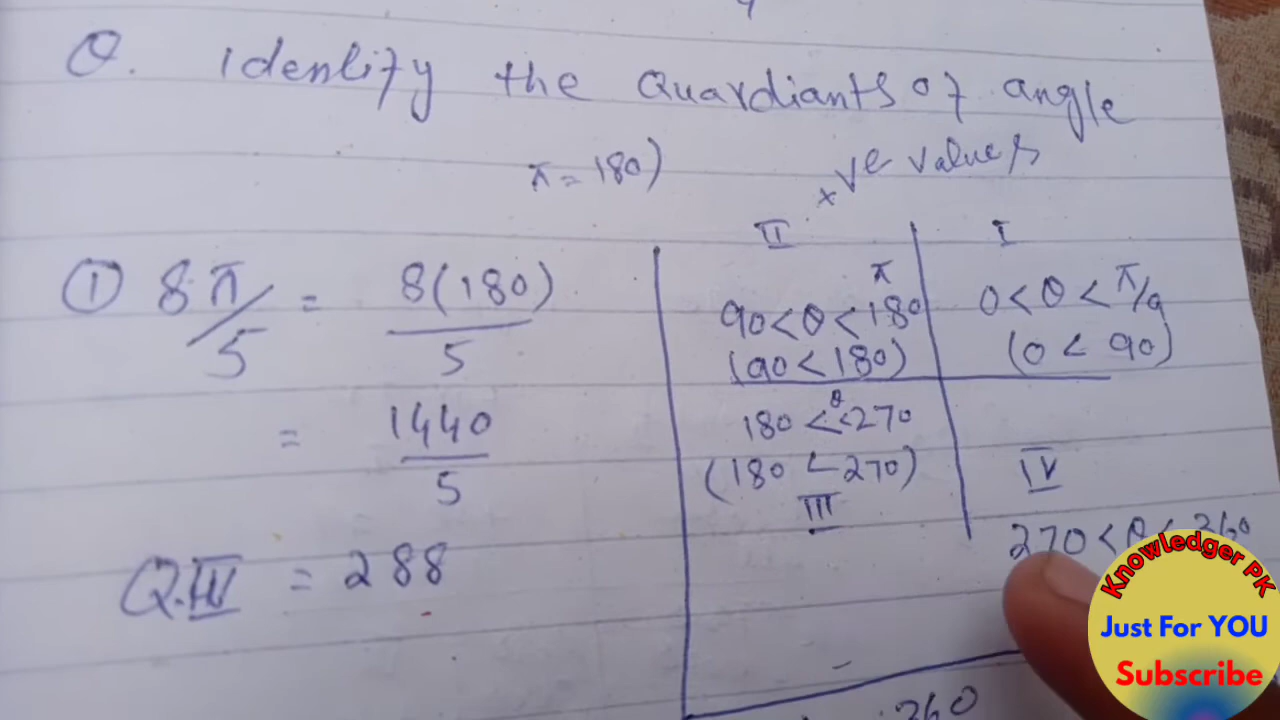 Q. Identify the Quardiants of angle
π = 180)
+ve values
① 8π/5 = 8(180)/5
= 1440/5
Q.IV = 288
II
π
90<θ<180
(90<180)
I
0<θ<π/2
(0 < 90)
180 <θ<270
(180 < 270)
III
IV
270<θ<360
360
Knowledger PK
Just For YOU
Subscribe